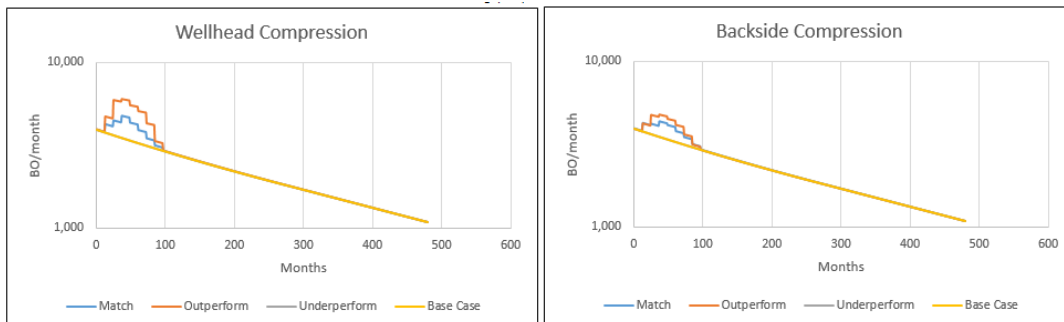 Wellhead Compression
10,000
BO/month
1,000
0 100 200 300 400 500 600
Months
Match Outperform Underperform Base Case
Backside Compression
10,000
BO/month
1,000
0 100 200 300 400 500 600
Months
Match Outperform Underperform Base Case